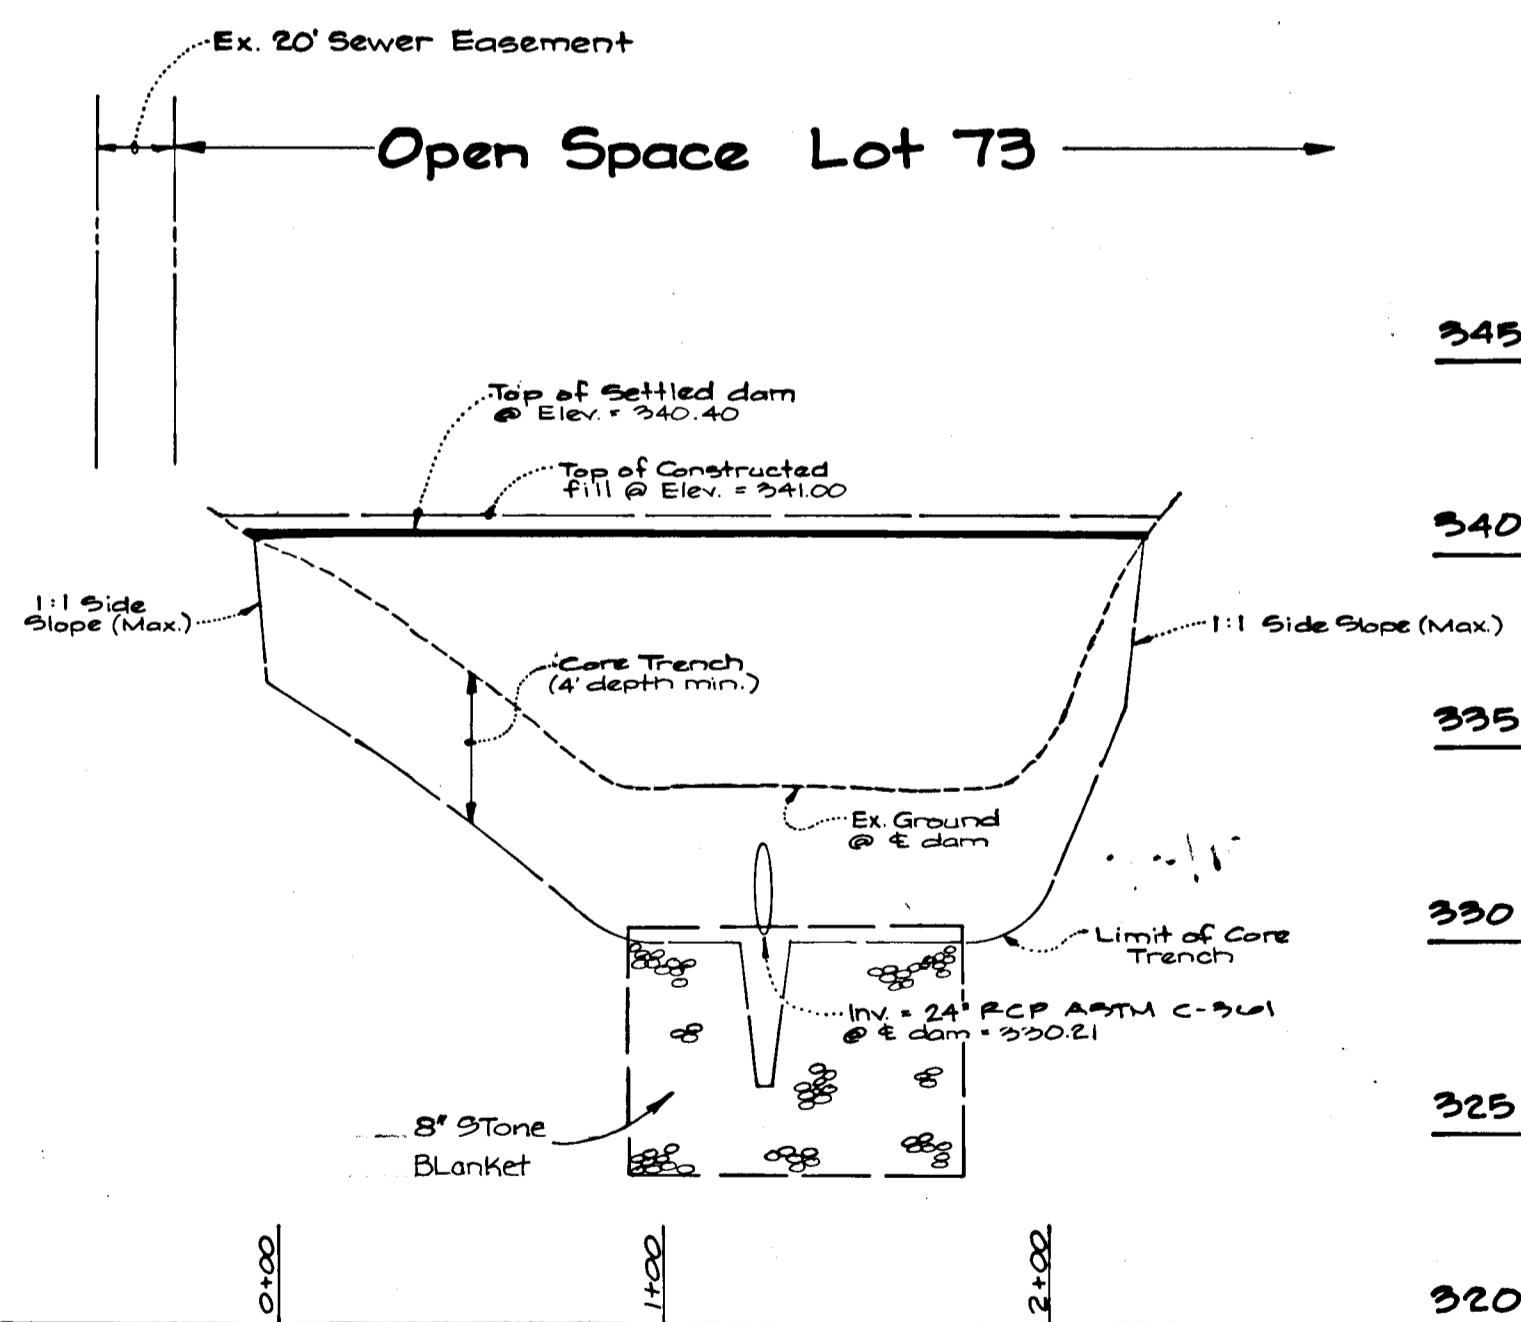 Ex. 20' Sewer Easement
Open Space Lot 73
345
Top of Settled dam
@ Elev. = 340.40
Top of Constructed
fill @ Elev. = 341.00
340
1:1 Side
Slope (Max.)
1:1 Side Slope (Max.)
Core Trench
(4' depth min.)
335
Ex. Ground
@ ℄ dam
330
Limit of Core
Trench
Inv. = 24" RCP ASTM C-361
@ ℄ dam = 330.21
8" STone
BLanket
325
0+00
1+00
2+00
320